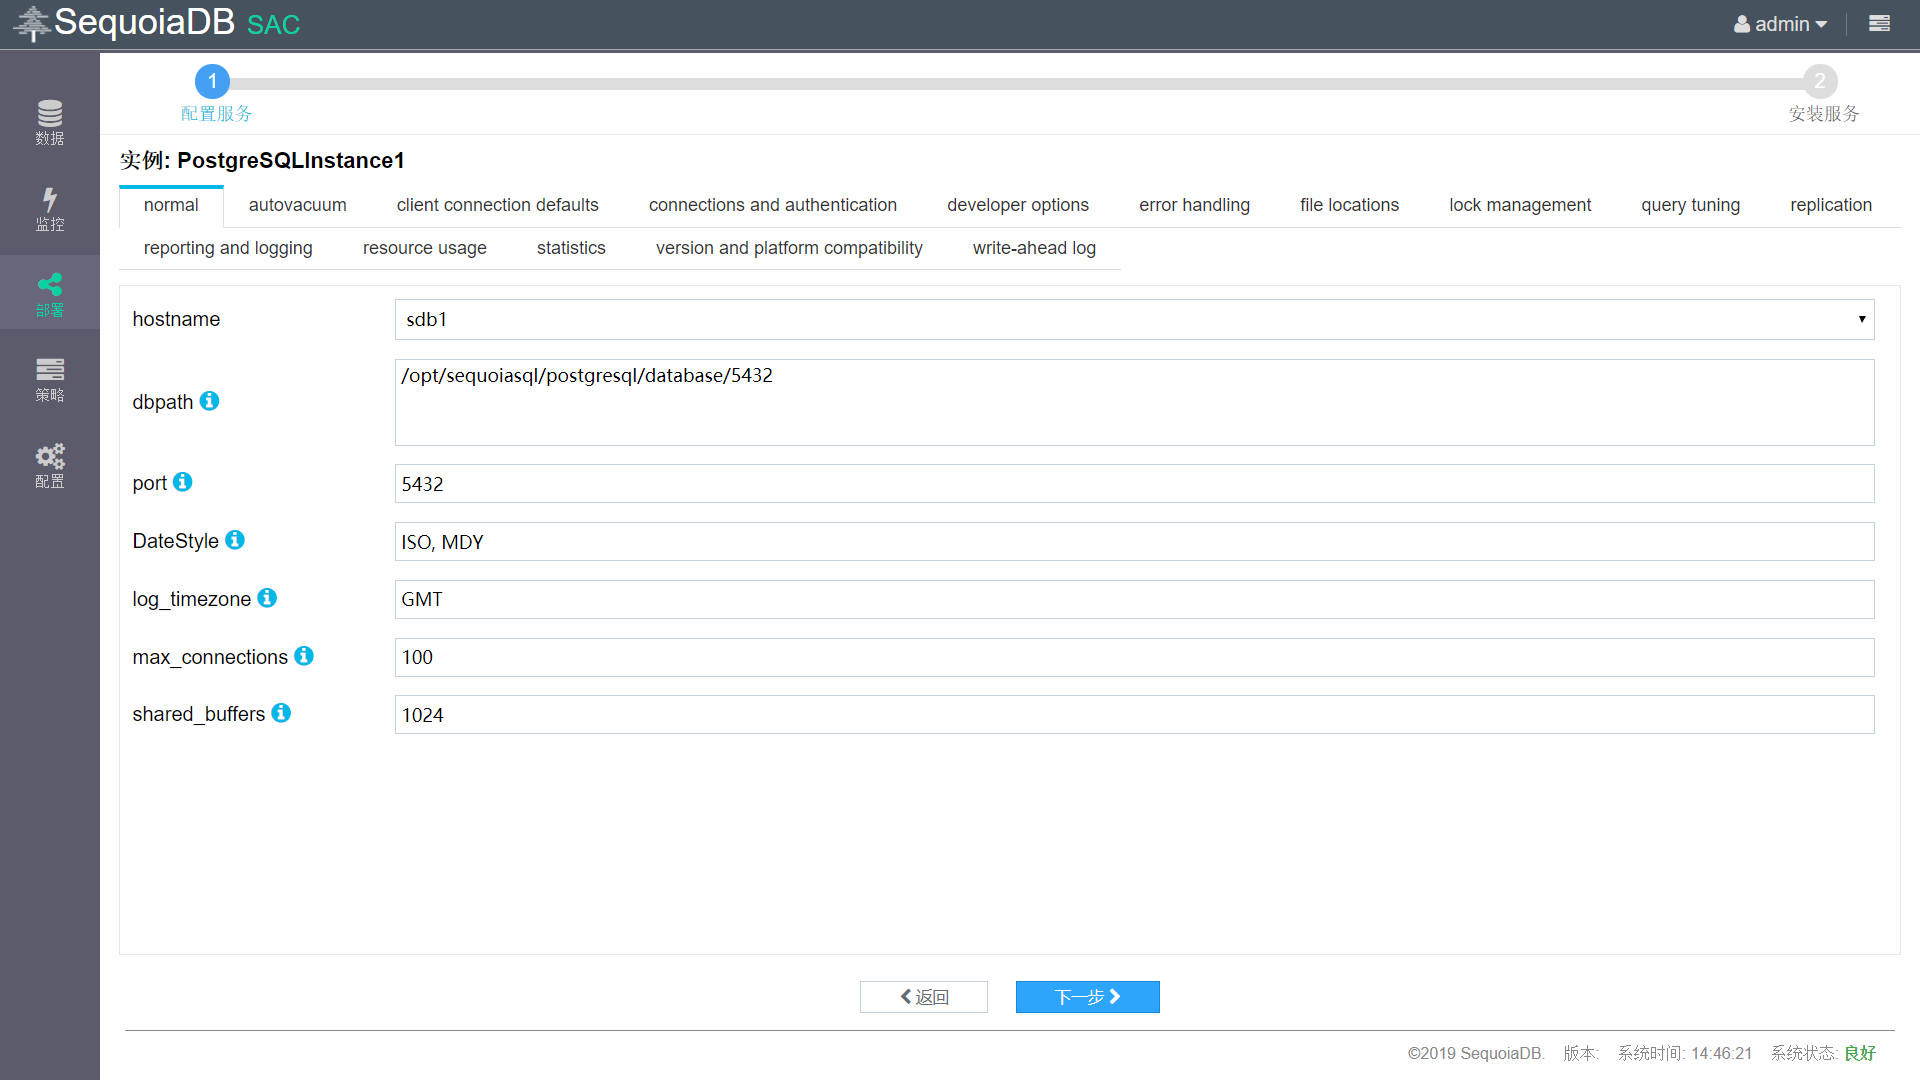 SequoiaDB SAC
admin
数据
监控
部署
策略
配置
1
2
配置服务
安装服务
实例: PostgreSQLInstance1
normal autovacuum client connection defaults connections and authentication developer options error handling file locations lock management query tuning replication
reporting and logging resource usage statistics version and platform compatibility write-ahead log
hostname sdb1
dbpath /opt/sequoiasql/postgresql/database/5432
port 5432
DateStyle ISO, MDY
log_timezone GMT
max_connections 100
shared_buffers 1024
返回 下一步
©2019 SequoiaDB. 版本: 系统时间: 14:46:21 系统状态: 良好